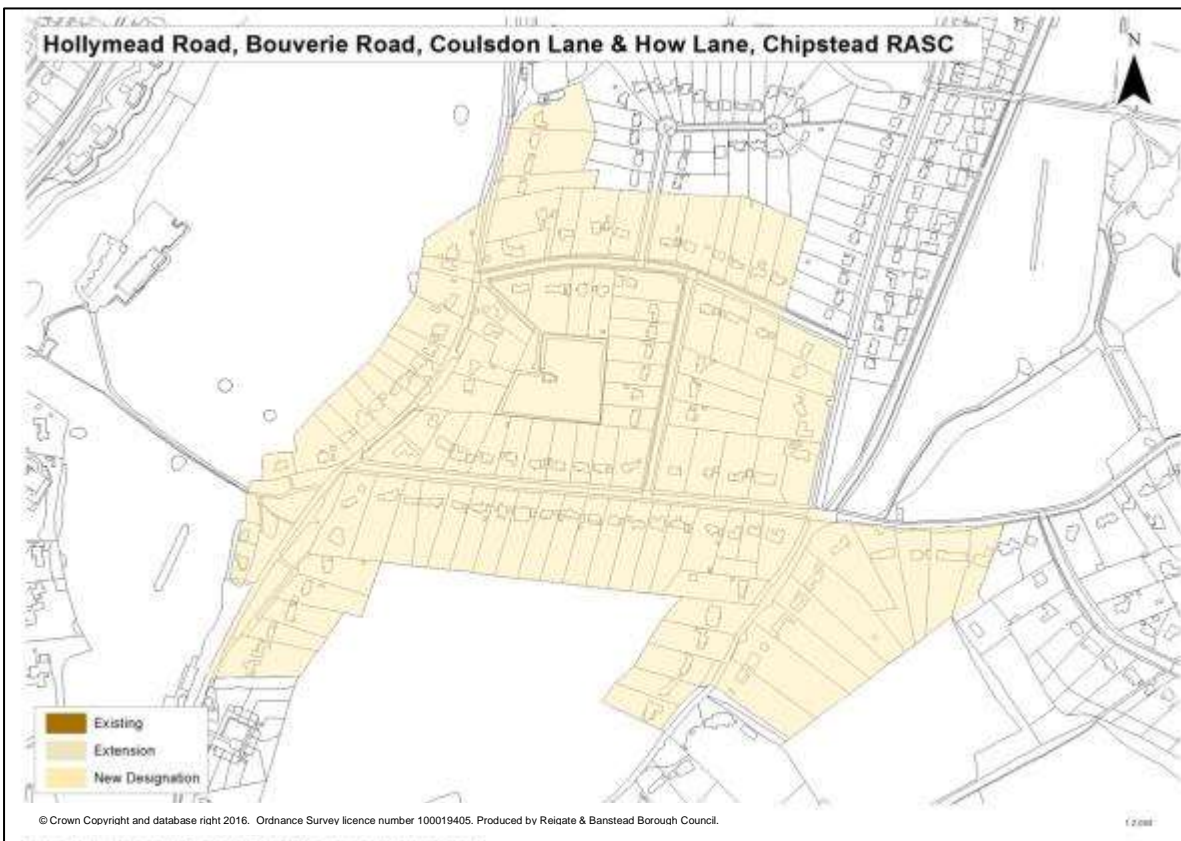 Hollymead Road, Bouverie Road, Coulsdon Lane & How Lane, Chipstead RASC
N
Existing
Extension
New Designation
© Crown Copyright and database right 2016. Ordnance Survey licence number 100019405. Produced by Reigate & Banstead Borough Council.